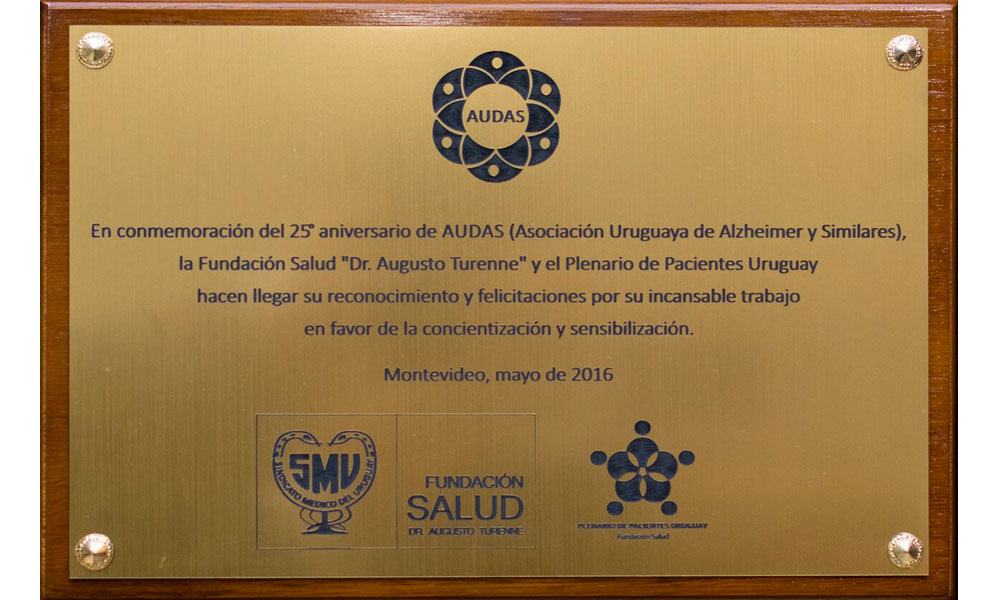 AUDAS
En conmemoración del 25° aniversario de AUDAS (Asociación Uruguaya de Alzheimer y Similares),
la Fundación Salud "Dr. Augusto Turenne" y el Plenario de Pacientes Uruguay
hacen llegar su reconocimiento y felicitaciones por su incansable trabajo
en favor de la concientización y sensibilización.
Montevideo, mayo de 2016
SMU
SINDICATO MEDICO DEL URUGUAY
FUNDACIÓN
SALUD
DR. AUGUSTO TURENNE
PLENARIO DE PACIENTES URUGUAY
Fundación Salud